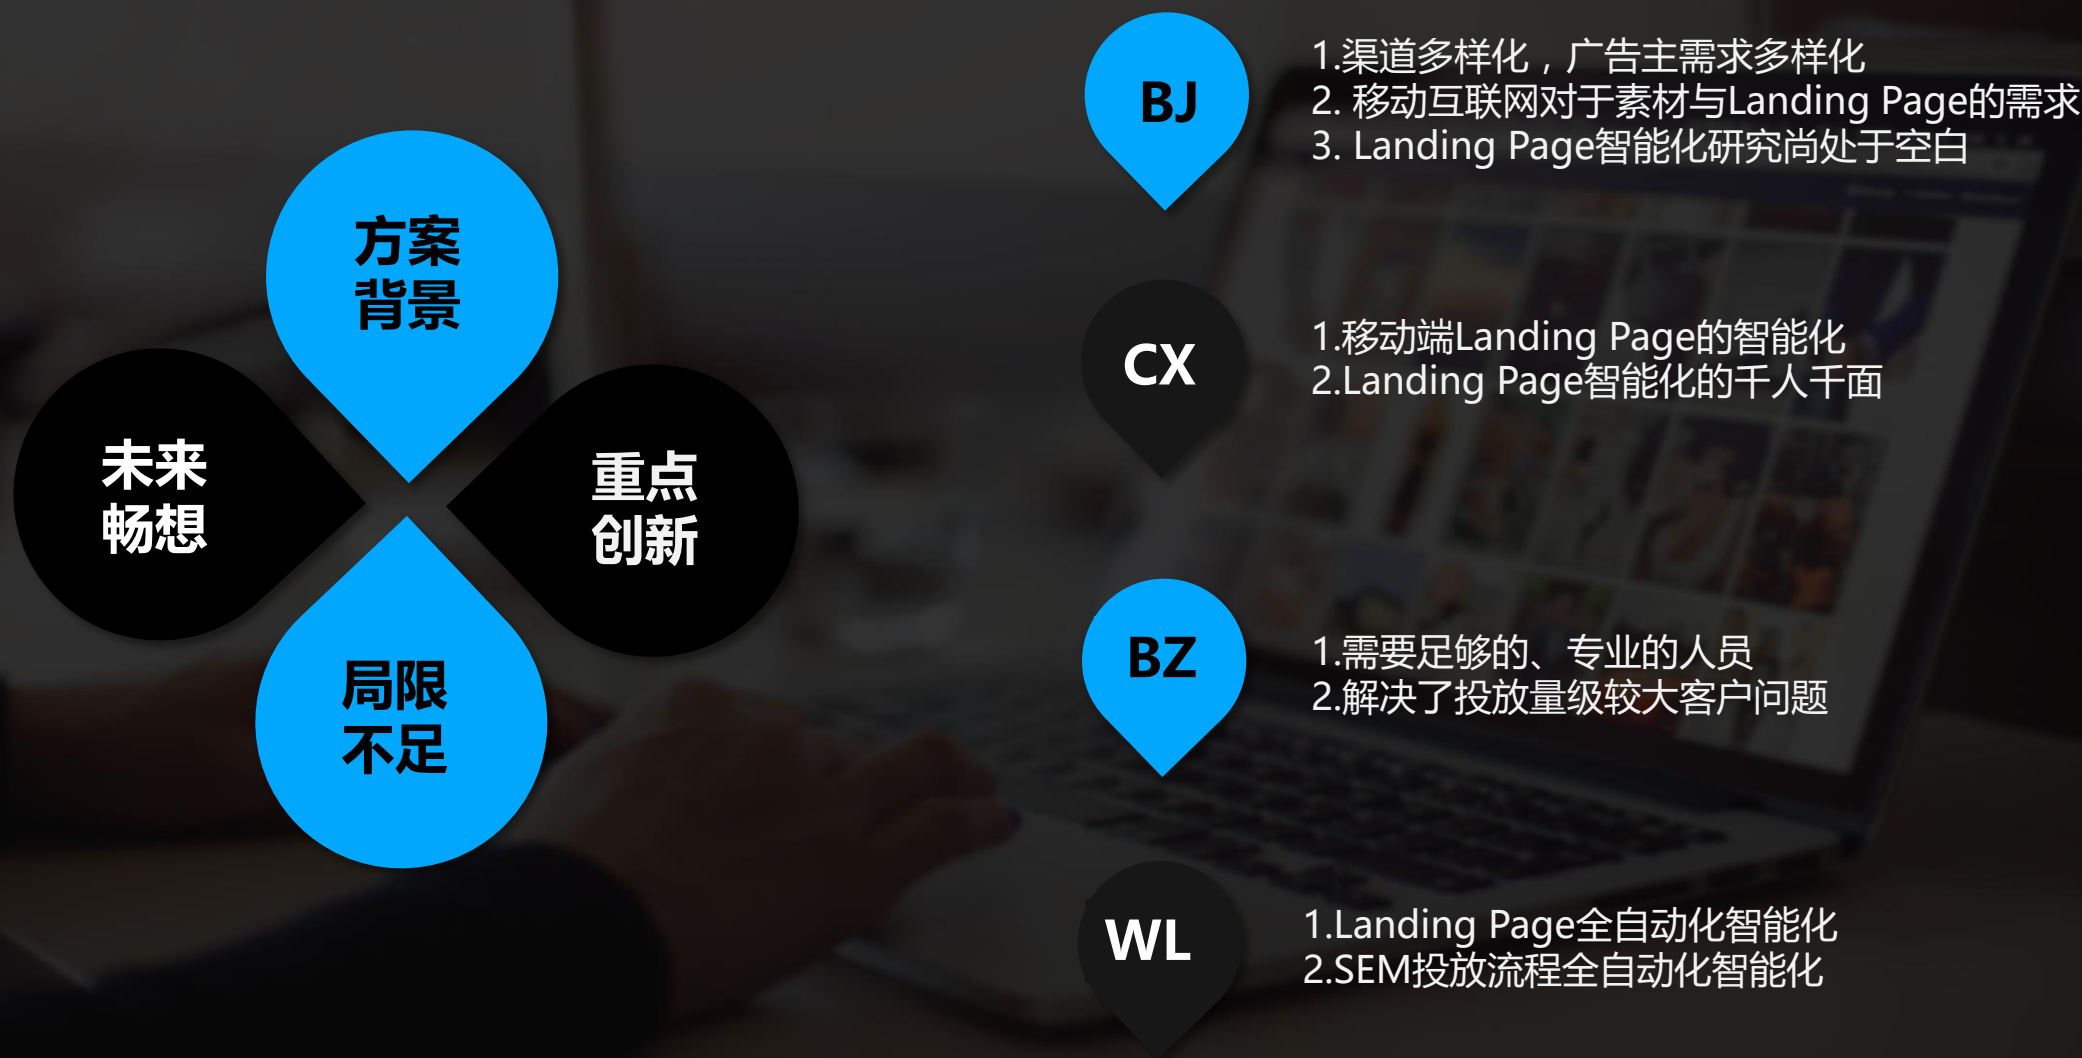 方案
背景
未来
畅想
重点
创新
局限
不足
BJ
1.渠道多样化，广告主需求多样化
2. 移动互联网对于素材与Landing Page的需求
3. Landing Page智能化研究尚处于空白
CX
1.移动端Landing Page的智能化
2.Landing Page智能化的千人千面
BZ
1.需要足够的、专业的人员
2.解决了投放量级较大客户问题
WL
1.Landing Page全自动化智能化
2.SEM投放流程全自动化智能化